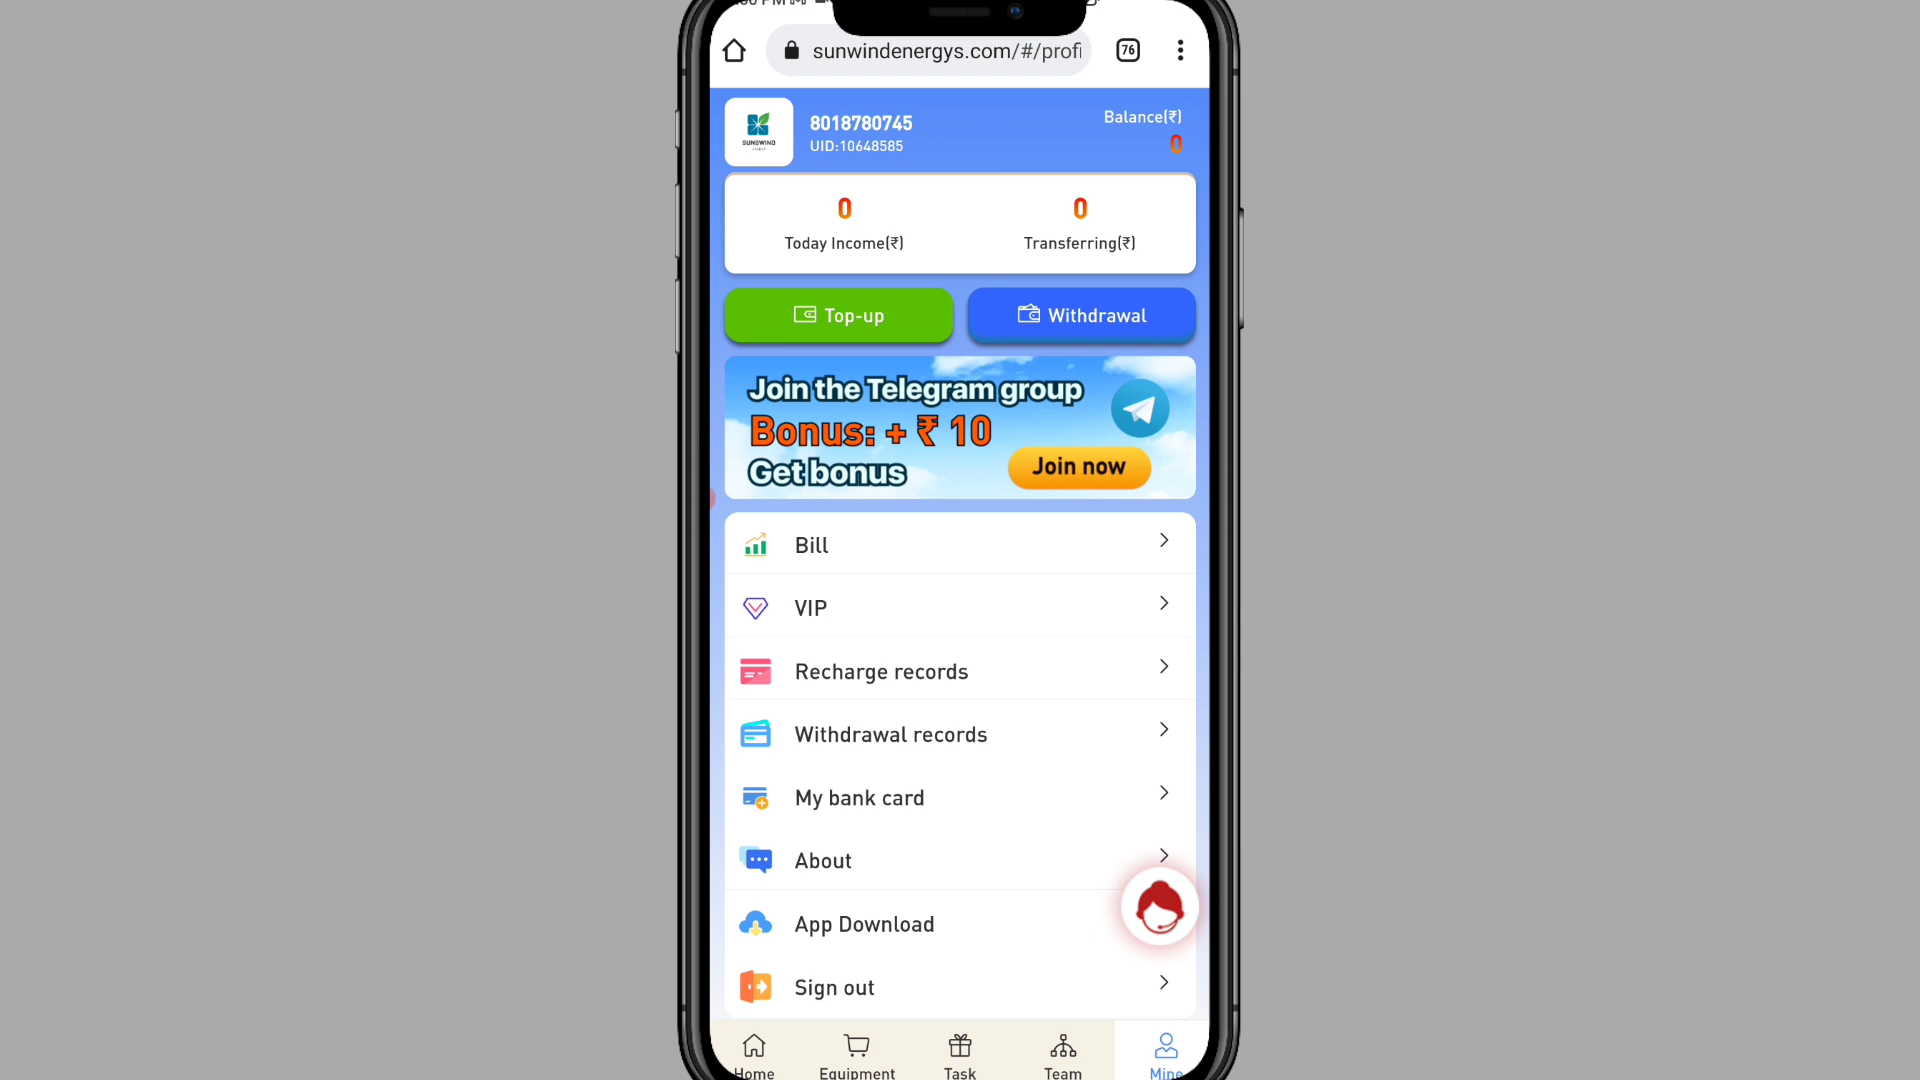 sunwindenergys.com/#/profi
76
8018780745
UID:10648585
Balance(₹)
0
SUNGWIND
0
Today Income(₹)
0
Transferring(₹)
Top-up
Withdrawal
Join the Telegram group
Bonus: + ₹ 10
Get bonus
Join now
Bill
VIP
Recharge records
Withdrawal records
My bank card
About
App Download
Sign out
Home
Equipment
Task
Team
Mine